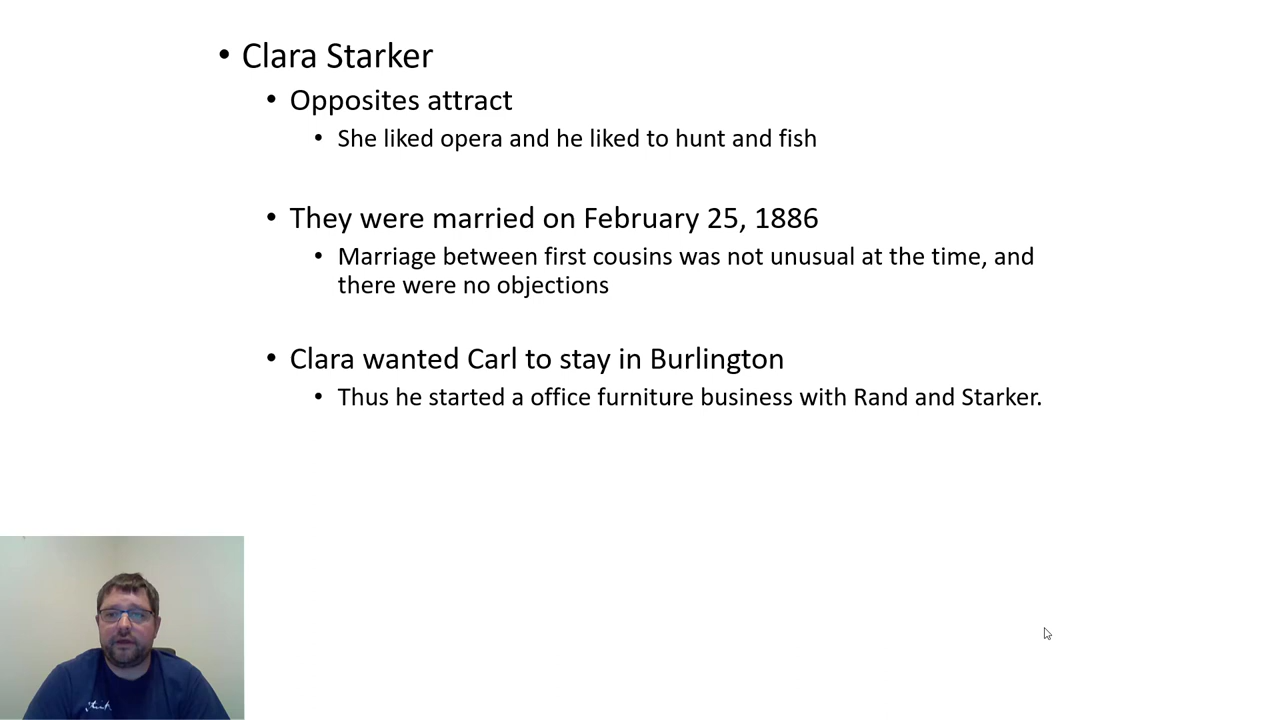 • Clara Starker
• Opposites attract
• She liked opera and he liked to hunt and fish
• They were married on February 25, 1886
• Marriage between first cousins was not unusual at the time, and
there were no objections
• Clara wanted Carl to stay in Burlington
• Thus he started a office furniture business with Rand and Starker.